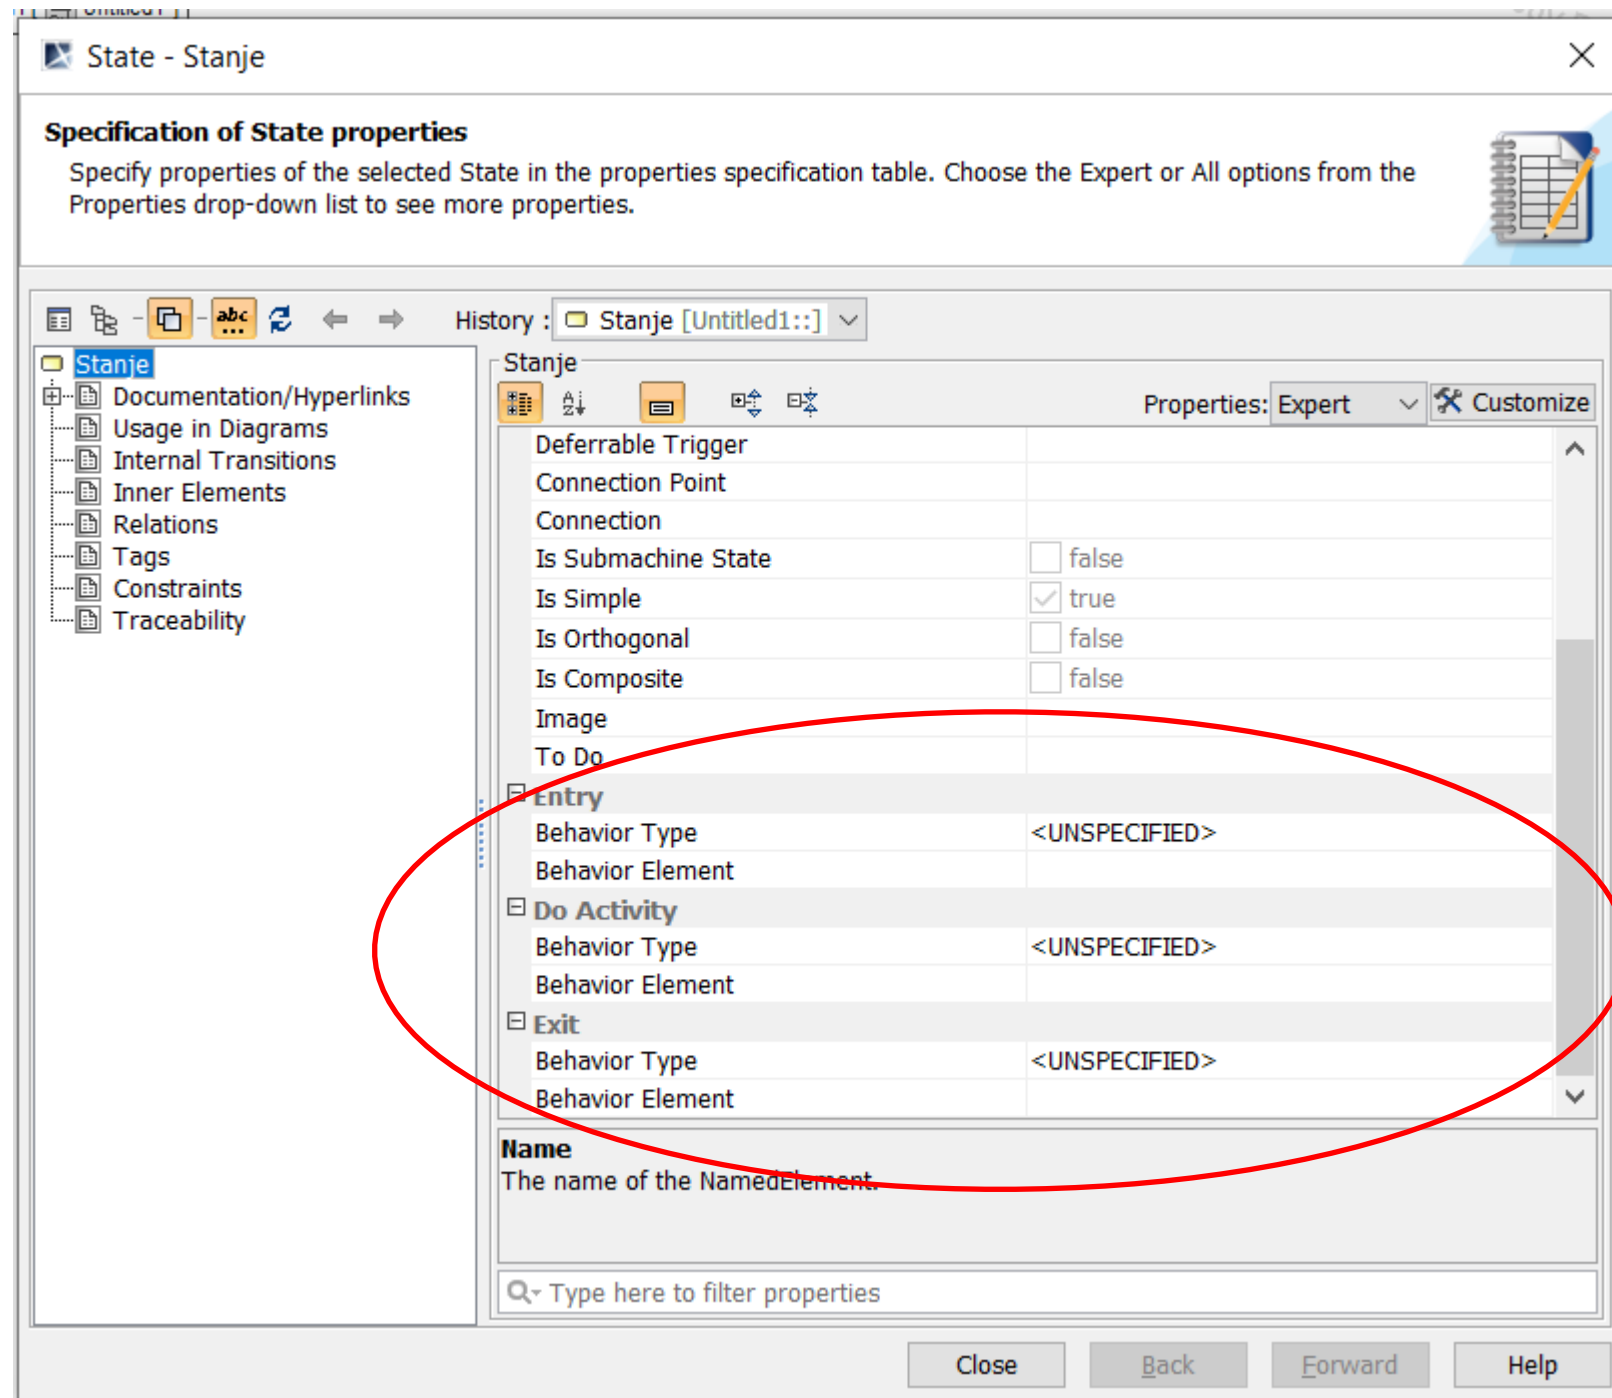 State - Stanje
Specification of State properties
Specify properties of the selected State in the properties specification table. Choose the Expert or All options from the
Properties drop-down list to see more properties.
History : Stanje [Untitled1::]
Stanje
Documentation/Hyperlinks
Usage in Diagrams
Internal Transitions
Inner Elements
Relations
Tags
Constraints
Traceability
Stanje
Properties: Expert Customize
Deferrable Trigger
Connection Point
Connection
Is Submachine State false
Is Simple true
Is Orthogonal false
Is Composite false
Image
To Do
Entry
Behavior Type <UNSPECIFIED>
Behavior Element
Do Activity
Behavior Type <UNSPECIFIED>
Behavior Element
Exit
Behavior Type <UNSPECIFIED>
Behavior Element
Name
The name of the NamedElement.
Type here to filter properties
Close Back Forward Help